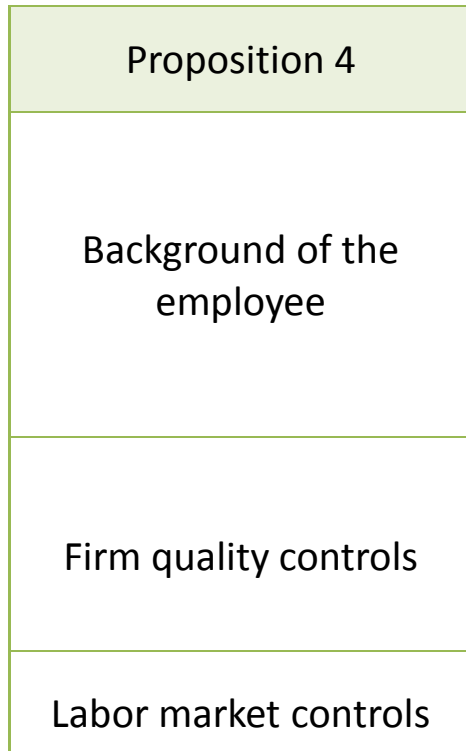 Proposition 4
Background of the
employee
Firm quality controls
Labor market controls